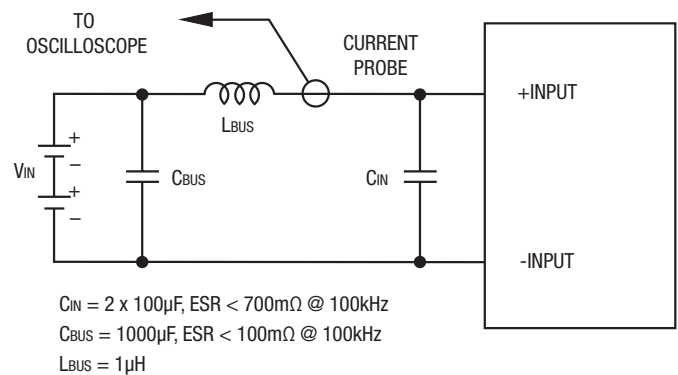 TO
OSCILLOSCOPE
CURRENT
PROBE
+INPUT
LBUS
+
−
VIN
+
−
CBUS
CIN
-INPUT
CIN = 2 x 100µF, ESR < 700mΩ @ 100kHz
CBUS = 1000µF, ESR < 100mΩ @ 100kHz
LBUS = 1µH